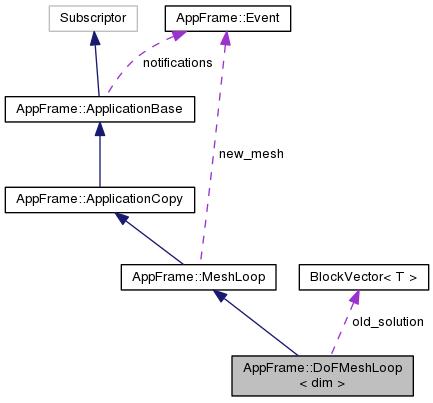 Subscriptor
AppFrame::Event
notifications
AppFrame::ApplicationBase
new_mesh
AppFrame::ApplicationCopy
AppFrame::MeshLoop
BlockVector< T >
old_solution
AppFrame::DoFMeshLoop
< dim >